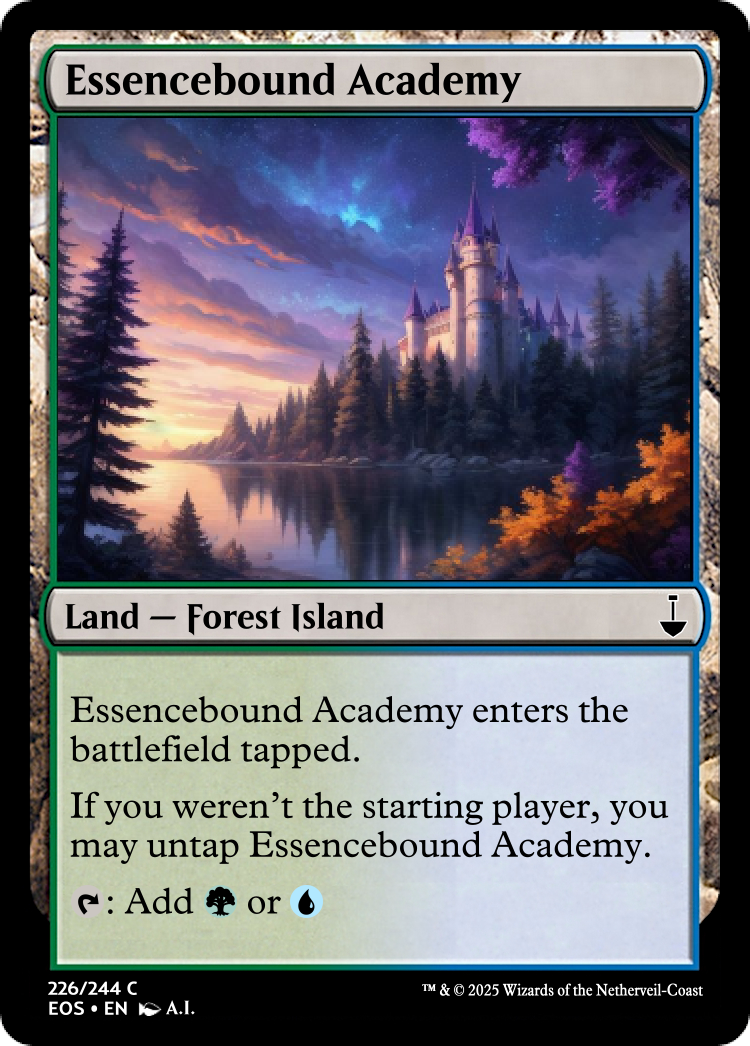 Essencebound Academy
Land — Forest Island
Essencebound Academy enters the
battlefield tapped.
If you weren't the starting player, you
may untap Essencebound Academy.
: Add or
226/244 C
EOS • EN A.I.
™ & © 2025 Wizards of the Netherveil-Coast